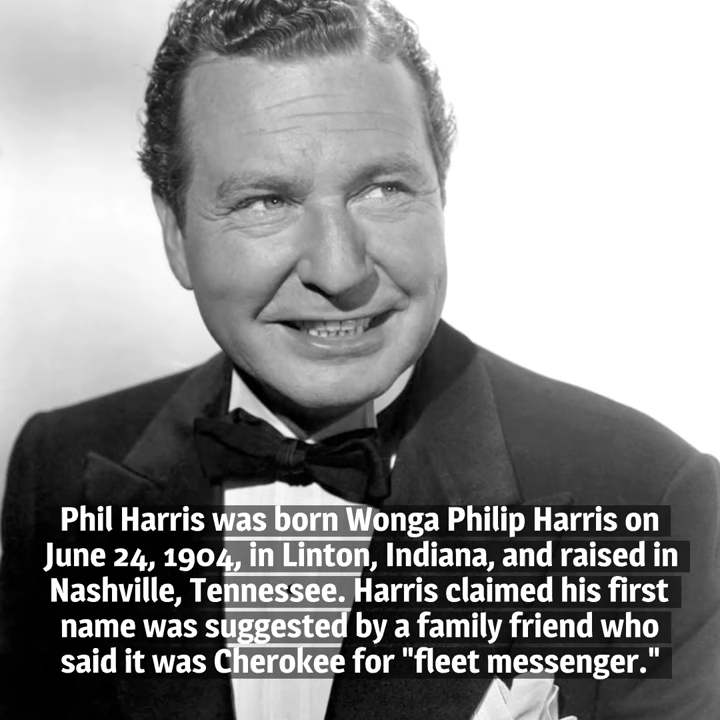 Phil Harris was born Wonga Philip Harris on
June 24, 1904, in Linton, Indiana, and raised in
Nashville, Tennessee. Harris claimed his first
name was suggested by a family friend who
said it was Cherokee for "fleet messenger."